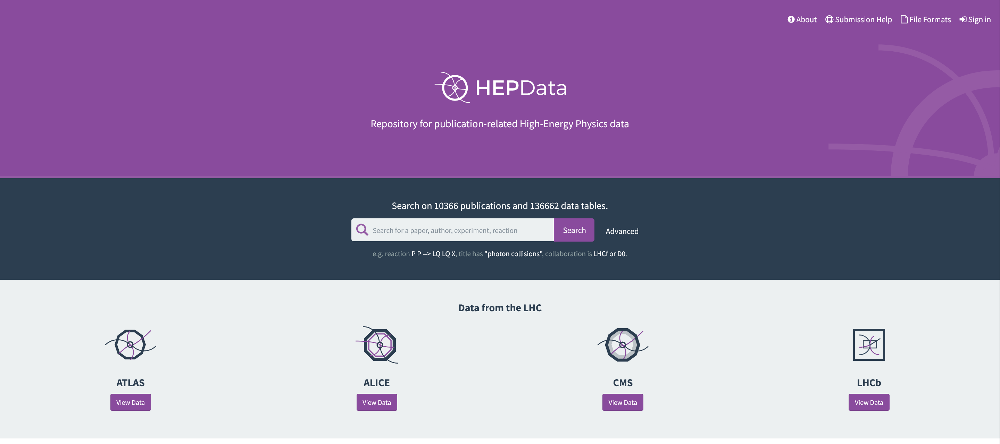 About Submission Help File Formats Sign in
HEPData
Repository for publication-related High-Energy Physics data
Search on 10366 publications and 136662 data tables.
Search for a paper, author, experiment, reaction Search Advanced
e.g. reaction P P --> LQ LQ X, title has "photon collisions", collaboration is LHCf or D0.
Data from the LHC
ATLAS ALICE CMS LHCb
View Data View Data View Data View Data